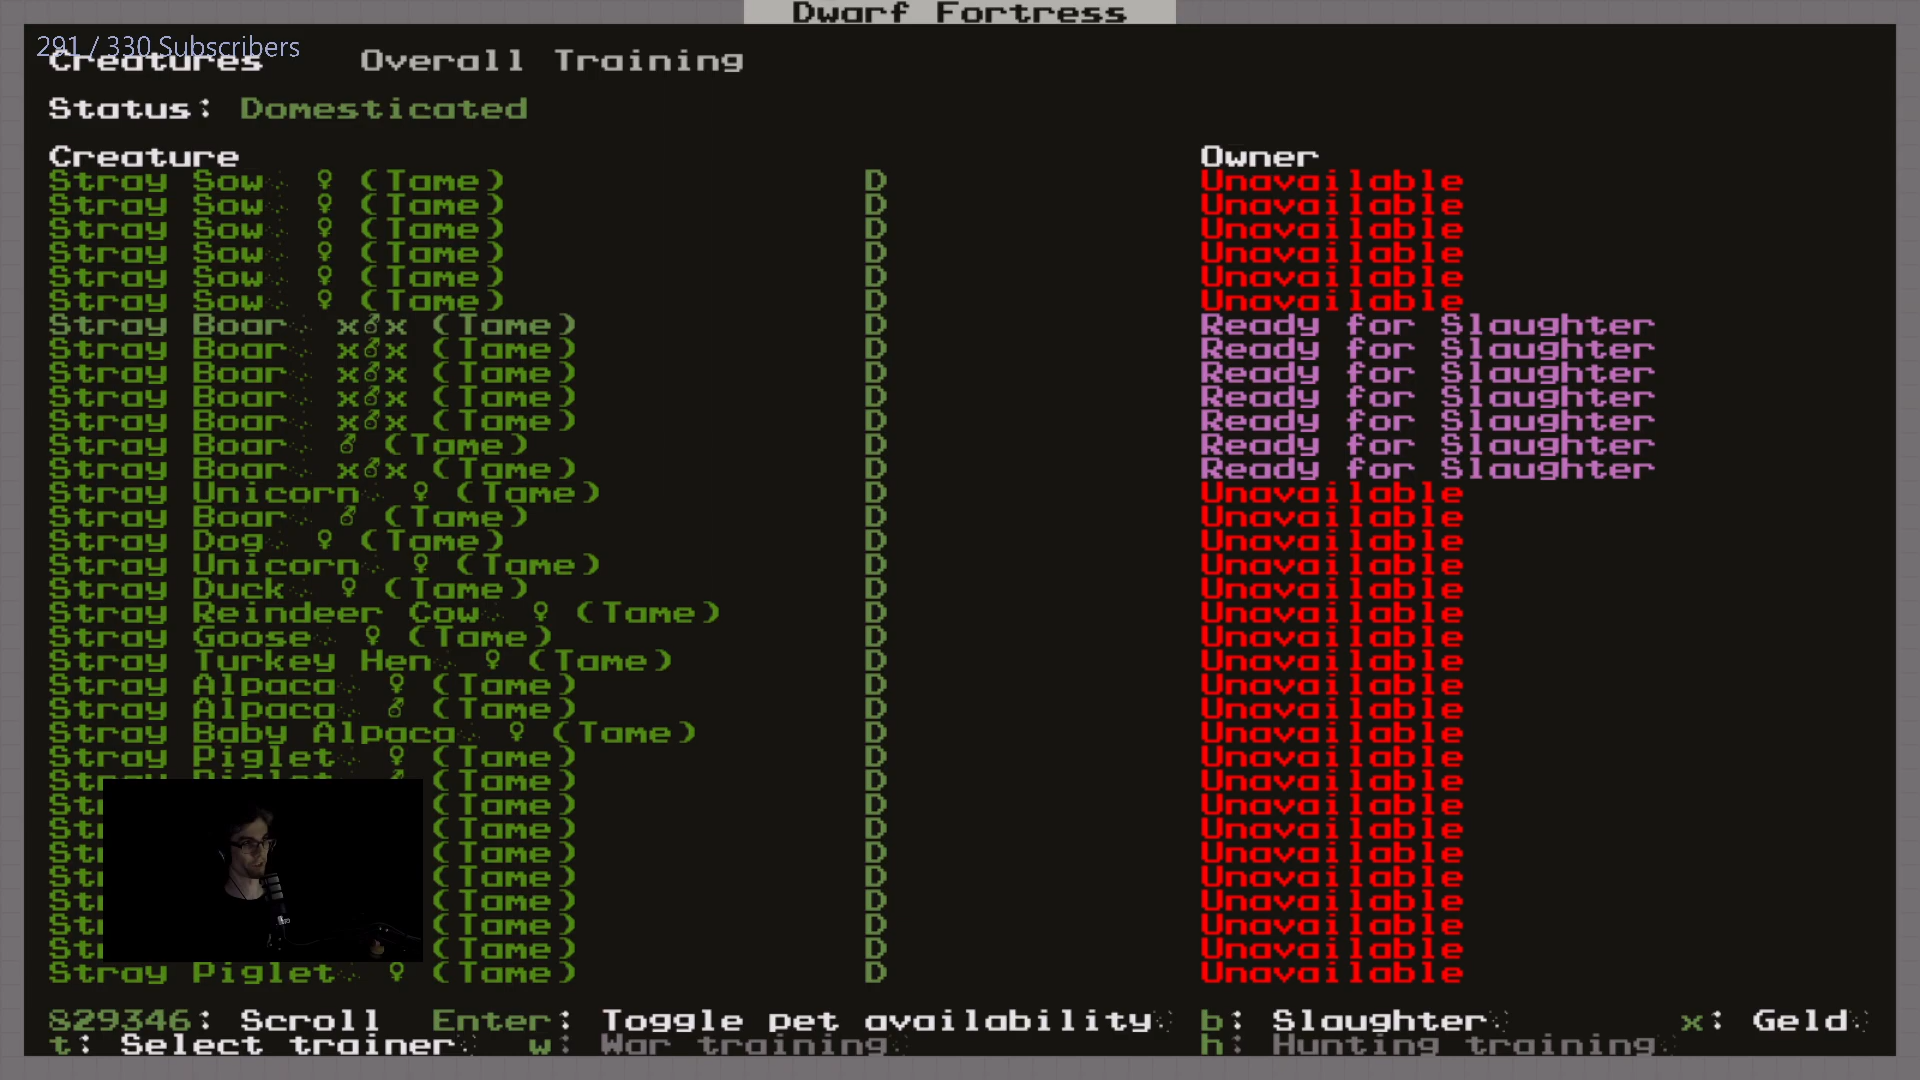 Dwarf Fortress
291 / 330 Subscribers
Creatures Overall Training
Status: Domesticated
Creature Owner
Stray Sow ♀ (Tame) D Unavailable
Stray Sow ♀ (Tame) D Unavailable
Stray Sow ♀ (Tame) D Unavailable
Stray Sow ♀ (Tame) D Unavailable
Stray Sow ♀ (Tame) D Unavailable
Stray Sow ♀ (Tame) D Unavailable
Stray Boar x♂x (Tame) D Ready for Slaughter
Stray Boar x♂x (Tame) D Ready for Slaughter
Stray Boar x♂x (Tame) D Ready for Slaughter
Stray Boar x♂x (Tame) D Ready for Slaughter
Stray Boar x♂x (Tame) D Ready for Slaughter
Stray Boar ♂ (Tame) D Ready for Slaughter
Stray Boar x♂x (Tame) D Ready for Slaughter
Stray Unicorn ♀ (Tame) D Unavailable
Stray Boar ♂ (Tame) D Unavailable
Stray Dog ♀ (Tame) D Unavailable
Stray Unicorn ♀ (Tame) D Unavailable
Stray Duck ♀ (Tame) D Unavailable
Stray Reindeer Cow ♀ (Tame) D Unavailable
Stray Goose ♀ (Tame) D Unavailable
Stray Turkey Hen ♀ (Tame) D Unavailable
Stray Alpaca ♀ (Tame) D Unavailable
Stray Alpaca ♂ (Tame) D Unavailable
Stray Baby Alpaca ♀ (Tame) D Unavailable
Stray Piglet ♀ (Tame) D Unavailable
Piglet ♂ (Tame) D Unavailable
(Tame) D Unavailable
(Tame) D Unavailable
(Tame) D Unavailable
(Tame) D Unavailable
(Tame) D Unavailable
(Tame) D Unavailable
(Tame) D Unavailable
Stray Piglet ♀ (Tame) D Unavailable
829346: Scroll Enter: Toggle pet availability b: Slaughter x: Geld
t: Select trainer w: War training h: Hunting training